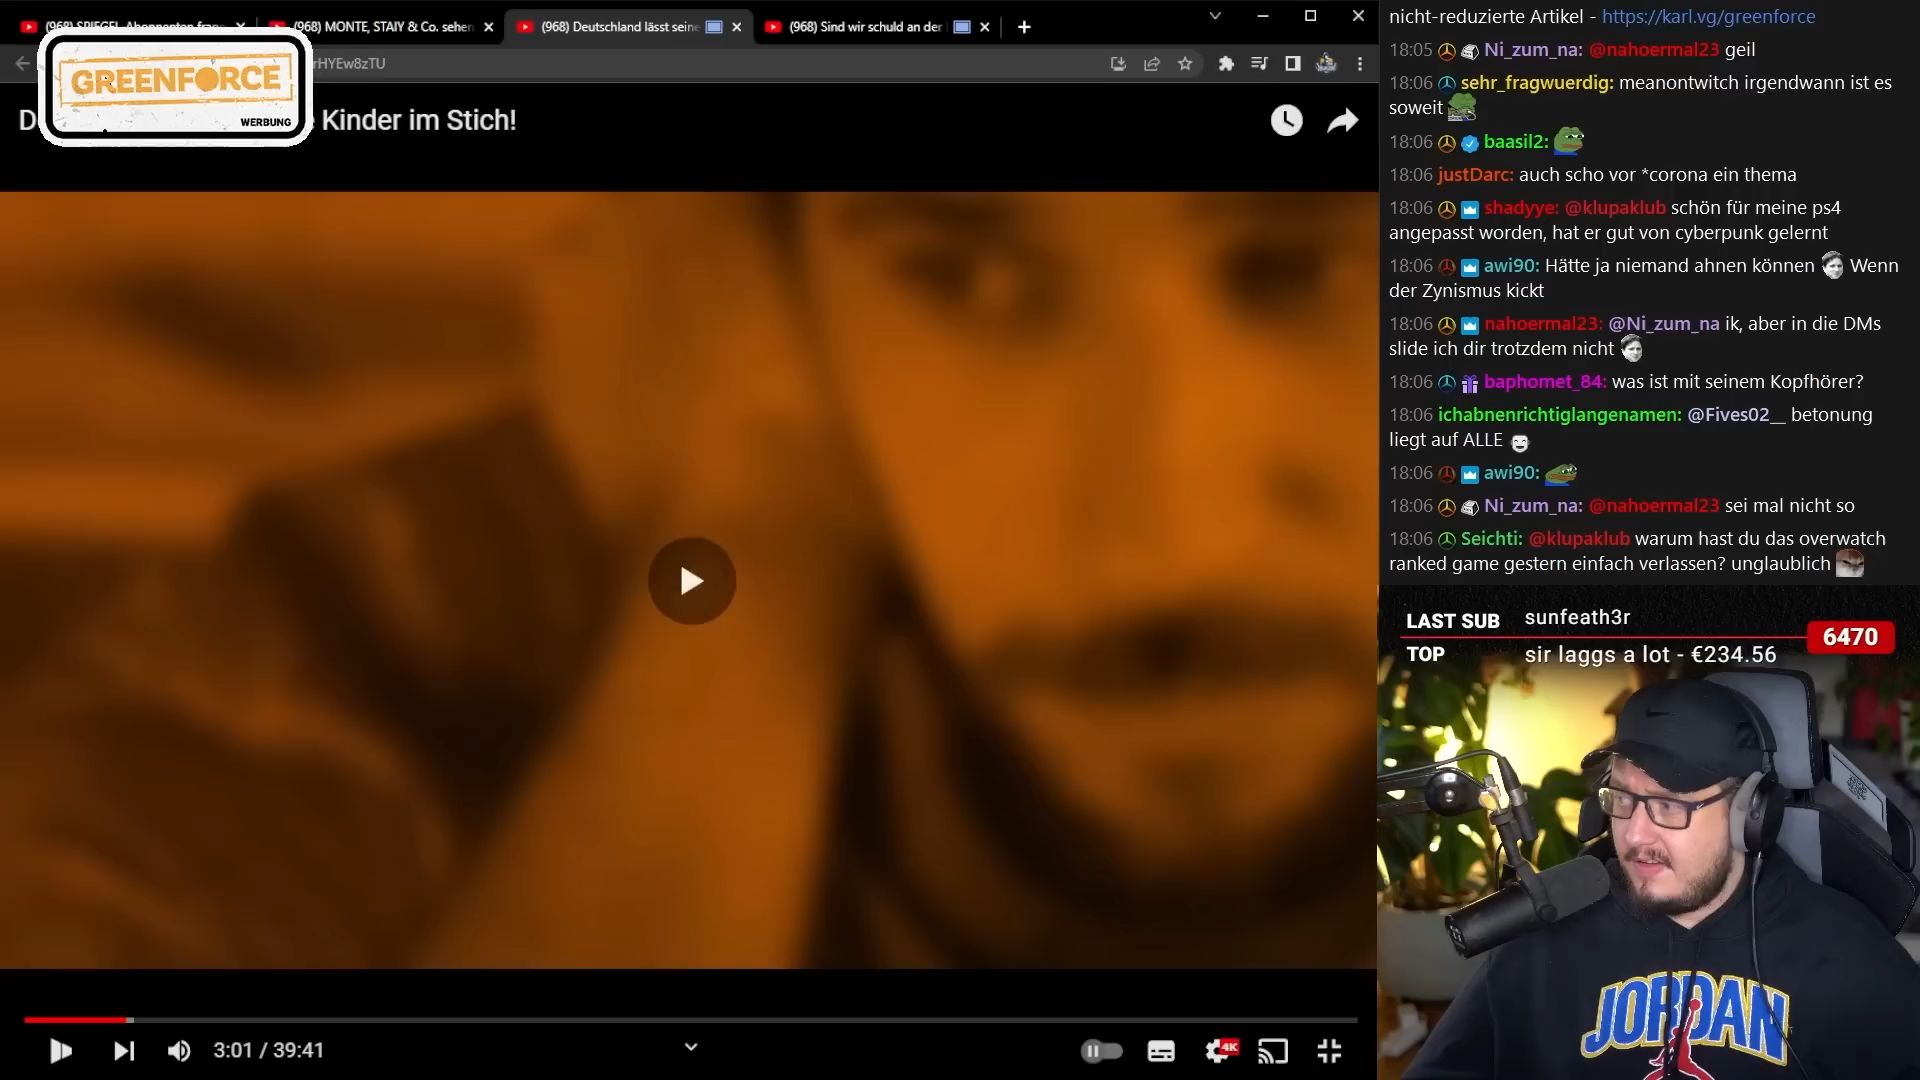 (968) SPIEGEL-Abonnenten frag
(968) MONTE, STAIY & Co. sehen
(968) Deutschland lässt seine
(968) Sind wir schuld an der
rHYEw8zTU
GREENFORCE
WERBUNG
D
Kinder im Stich!
3:01 / 39:41
4K
nicht-reduzierte Artikel - https://karl.vg/greenforce
18:05 Ni_zum_na: @nahoermal23 geil
18:06 sehr_fragwuerdig: meanontwitch irgendwann ist es
soweit
18:06 baasil2:
18:06 justDarc: auch scho vor *corona ein thema
18:06 shadyye: @klupaklub schön für meine ps4
angepasst worden, hat er gut von cyberpunk gelernt
18:06 awi90: Hätte ja niemand ahnen können Wenn
der Zynismus kickt
18:06 nahoermal23: @Ni_zum_na ik, aber in die DMs
slide ich dir trotzdem nicht
18:06 baphomet_84: was ist mit seinem Kopfhörer?
18:06 ichabnenrichtiglangenamen: @Fives02__ betonung
liegt auf ALLE
18:06 awi90:
18:06 Ni_zum_na: @nahoermal23 sei mal nicht so
18:06 Seichti: @klupaklub warum hast du das overwatch
ranked game gestern einfach verlassen? unglaublich
LAST SUB sunfeath3r
6470
TOP sir laggs a lot - €234.56
JORDAN